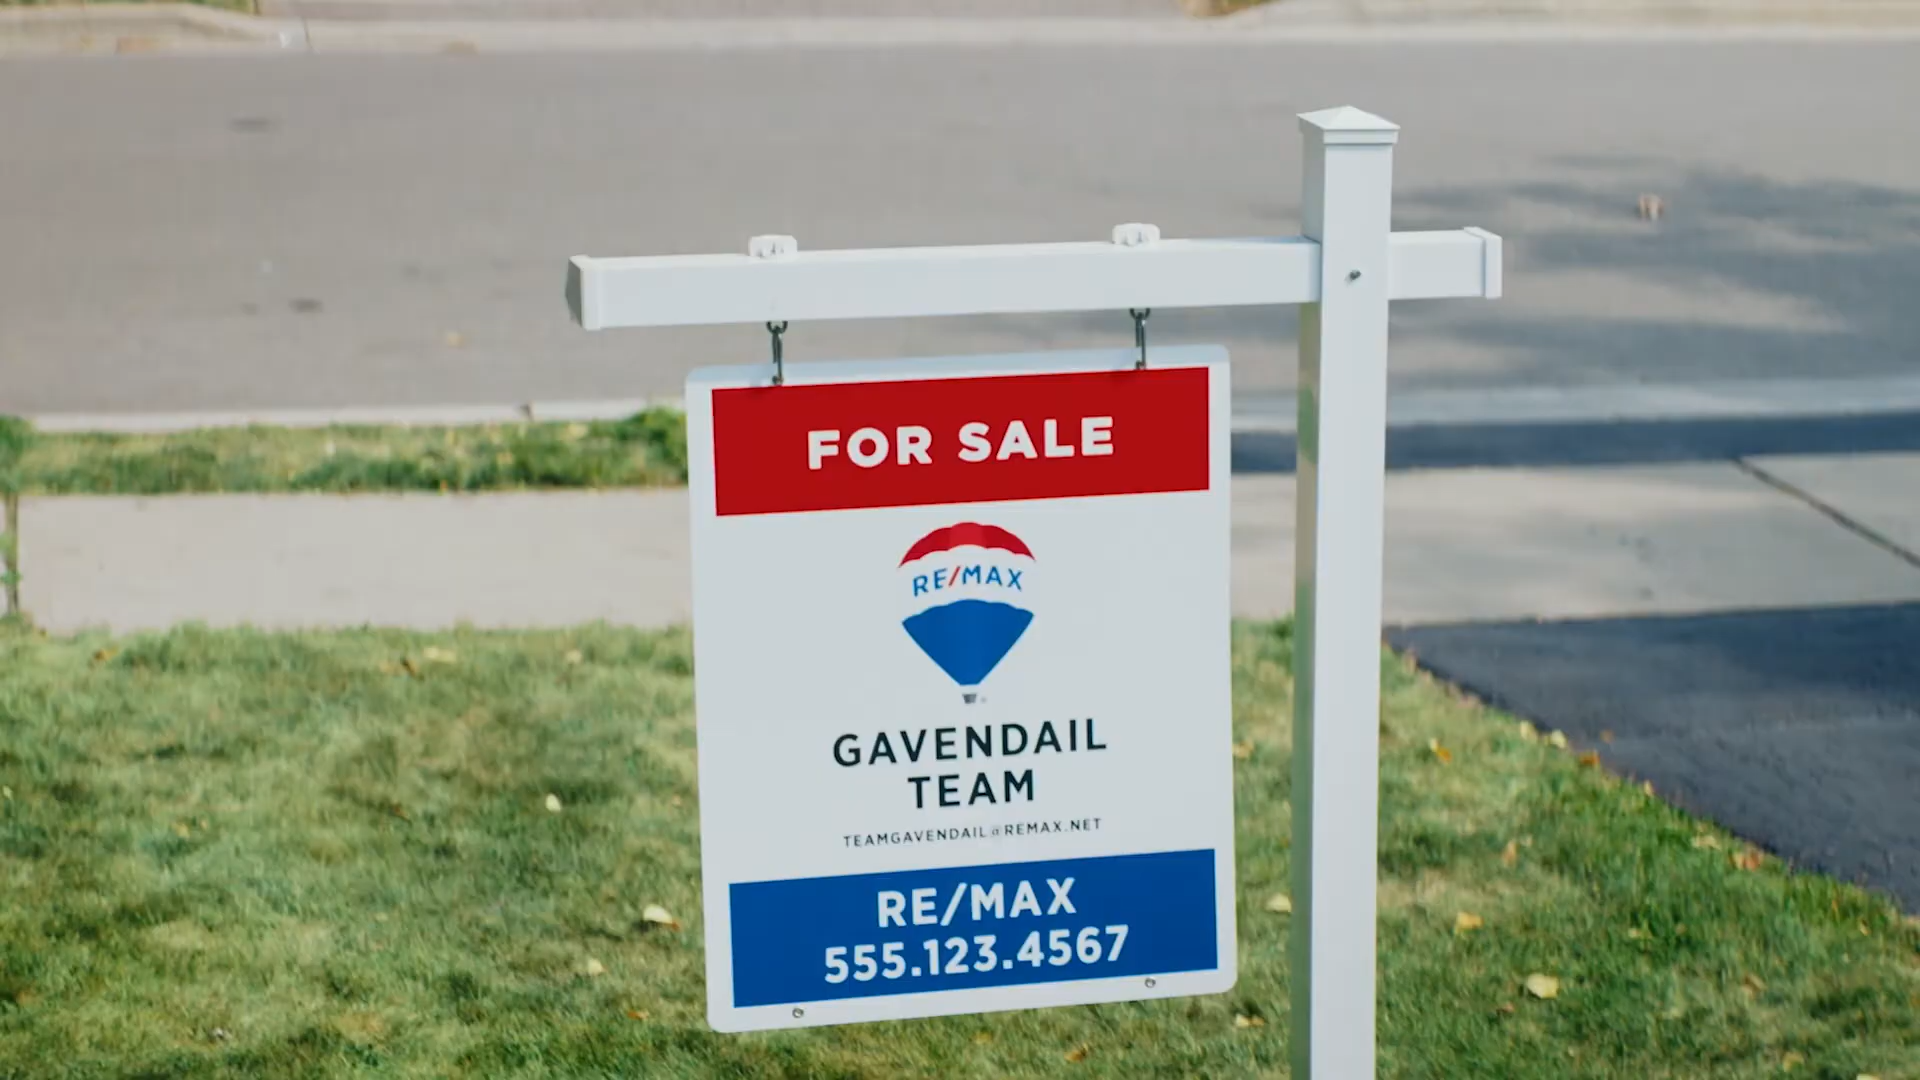 FOR SALE
RE/MAX
GAVENDAIL
TEAM
TEAMGAVENDAIL@REMAX.NET
RE/MAX
555.123.4567